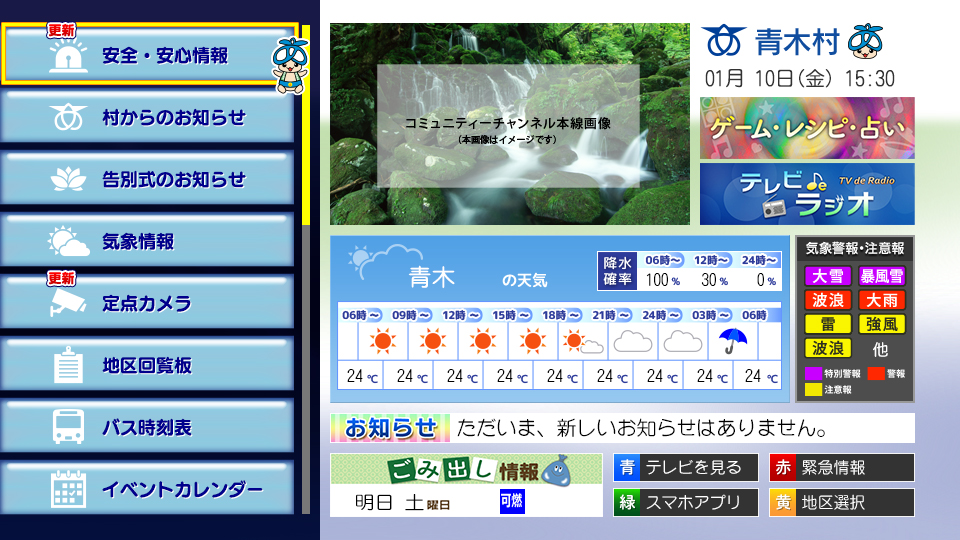 更新
安全・安心情報
村からのお知らせ
告別式のお知らせ
気象情報
更新
定点カメラ
地区回覧板
バス時刻表
イベントカレンダー
コミュニティーチャンネル本線画像
(本画像はイメージです)
青木村
01月 10日(金) 15:30
ゲーム・レシピ・占い
テレビ de ラジオ
TV de Radio
青木 の天気
降水確率
06時〜 12時〜 24時〜
100% 30% 0%
06時〜 09時〜 12時〜 15時〜 18時〜 21時〜 24時〜 03時〜 06時
24℃ 24℃ 24℃ 24℃ 24℃ 24℃ 24℃ 24℃ 24℃
気象警報・注意報
大雪 暴風雪
波浪 大雨
雷 強風
波浪 他
特別警報 警報
注意報
お知らせ ただいま、新しいお知らせはありません。
ごみ出し情報
明日 土曜日 可燃
青 テレビを見る
赤 緊急情報
緑 スマホアプリ
黄 地区選択